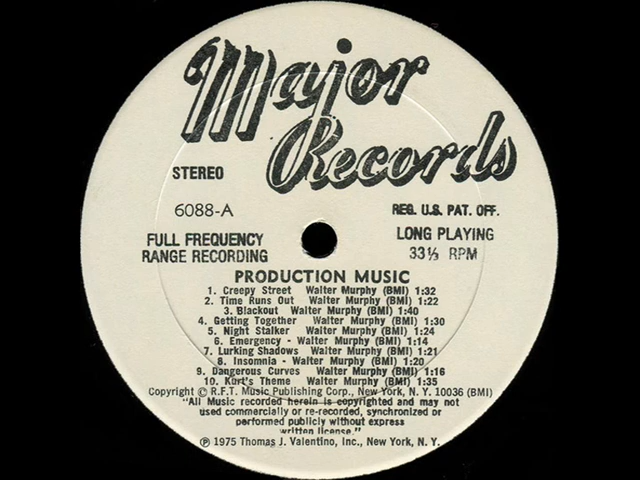 Major
Records
STEREO
6088-A
REG. U.S. PAT. OFF.
FULL FREQUENCY
RANGE RECORDING
LONG PLAYING
33⅓ RPM
PRODUCTION MUSIC
1. Creepy Street Walter Murphy (BMI) 1:32
2. Time Runs Out Walter Murphy (BMI) 1:22
3. Blackout Walter Murphy (BMI) 1:40
4. Getting Together Walter Murphy (BMI) 1:30
5. Night Stalker Walter Murphy (BMI) 1:24
6. Emergency - Walter Murphy (BMI) 1:14
7. Lurking Shadows Walter Murphy (BMI) 1:21
8. Insomnia - Walter Murphy (BMI) 1:20
9. Dangerous Curves Walter Murphy (BMI) 1:16
10. Kurt's Theme Walter Murphy (BMI) 1:35
Copyright © R.F.T. Music Publishing Corp., New York, N. Y. 10036 (BMI)
"All Music recorded herein is copyrighted and may not
used commercially or re-recorded, synchronized or
performed publicly without express
written license."
℗ 1975 Thomas J. Valentino, Inc., New York, N. Y.